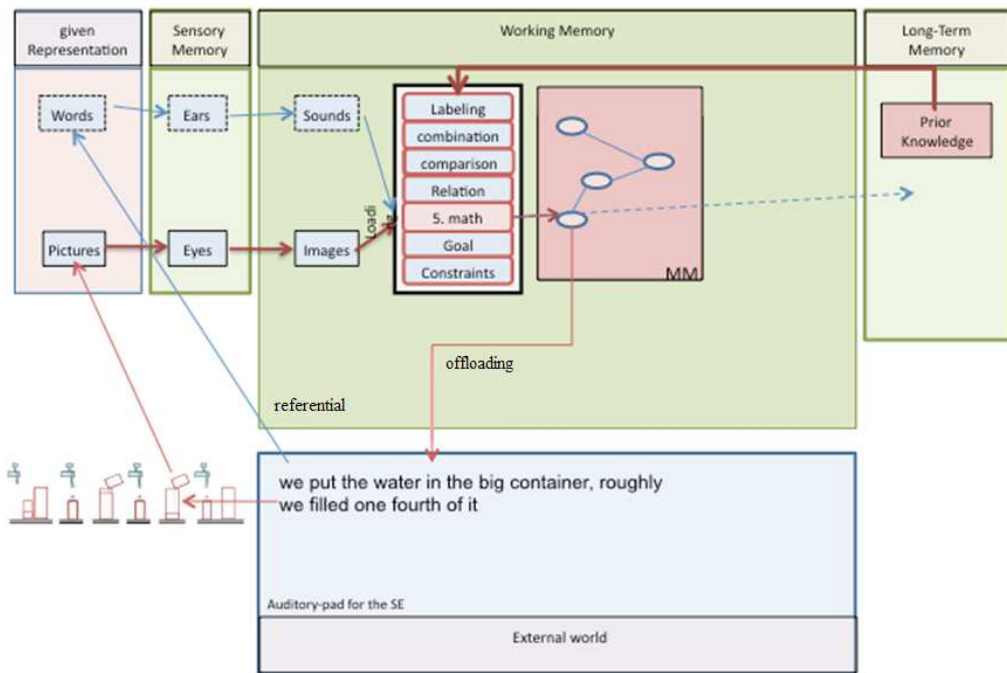 given
Representation
Sensory
Memory
Working Memory
Long-Term
Memory
Words
Ears
Sounds
Labeling
combination
comparison
Relation
5. math
Goal
Constraints
Prior
Knowledge
Pictures
Eyes
Images
Loadi
g
MM
offloading
referential
we put the water in the big container, roughly
we filled one fourth of it
Auditory-pad for the SE
External world